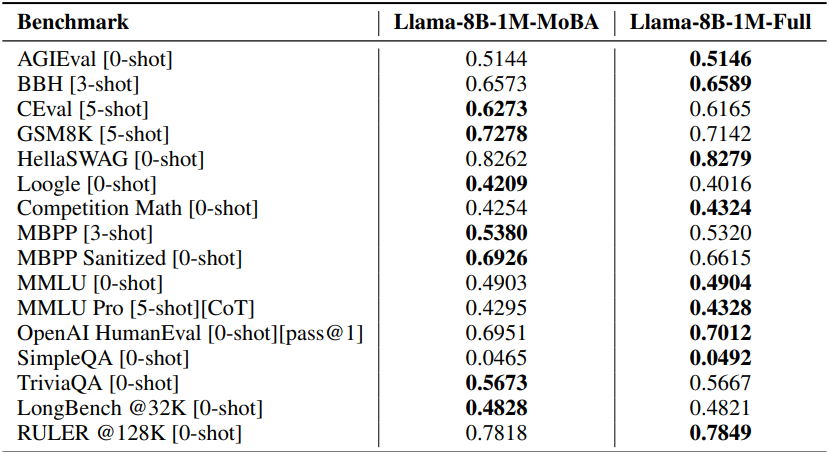 Benchmark Llama-8B-1M-MoBA Llama-8B-1M-Full
AGIEval [0-shot] 0.5144 0.5146
BBH [3-shot] 0.6573 0.6589
CEval [5-shot] 0.6273 0.6165
GSM8K [5-shot] 0.7278 0.7142
HellaSWAG [0-shot] 0.8262 0.8279
Loogle [0-shot] 0.4209 0.4016
Competition Math [0-shot] 0.4254 0.4324
MBPP [3-shot] 0.5380 0.5320
MBPP Sanitized [0-shot] 0.6926 0.6615
MMLU [0-shot] 0.4903 0.4904
MMLU Pro [5-shot][CoT] 0.4295 0.4328
OpenAI HumanEval [0-shot][pass@1] 0.6951 0.7012
SimpleQA [0-shot] 0.0465 0.0492
TriviaQA [0-shot] 0.5673 0.5667
LongBench @32K [0-shot] 0.4828 0.4821
RULER @128K [0-shot] 0.7818 0.7849